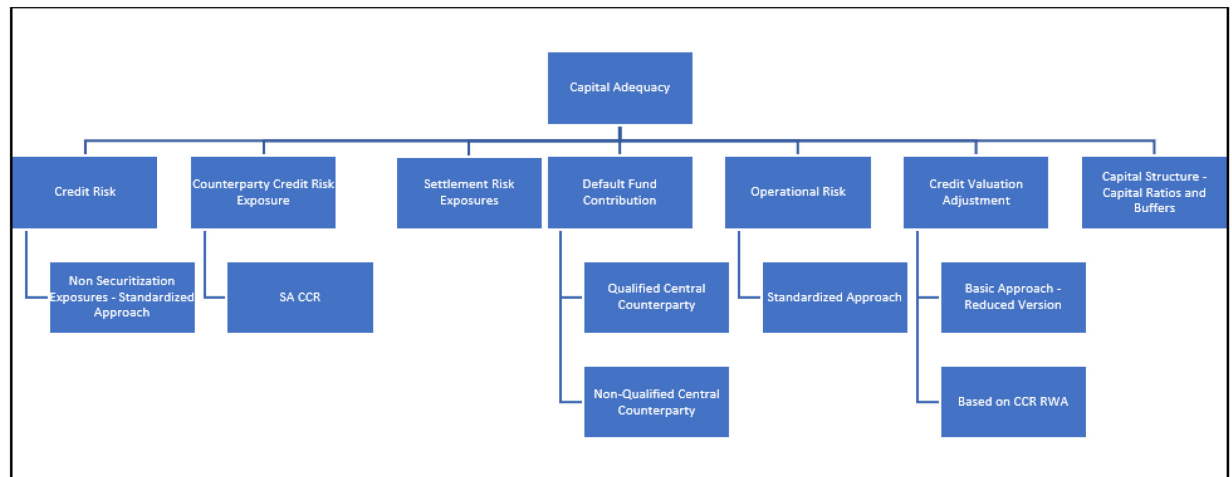 Capital Adequacy
Credit Risk
Counterparty Credit Risk
Exposure
Settlement Risk
Exposures
Default Fund
Contribution
Operational Risk
Credit Valuation
Adjustment
Capital Structure -
Capital Ratios and
Buffers
Non Securitization
Exposures - Standardized
Approach
SA CCR
Qualified Central
Counterparty
Standardized Approach
Basic Approach -
Reduced Version
Non-Qualified Central
Counterparty
Based on CCR RWA